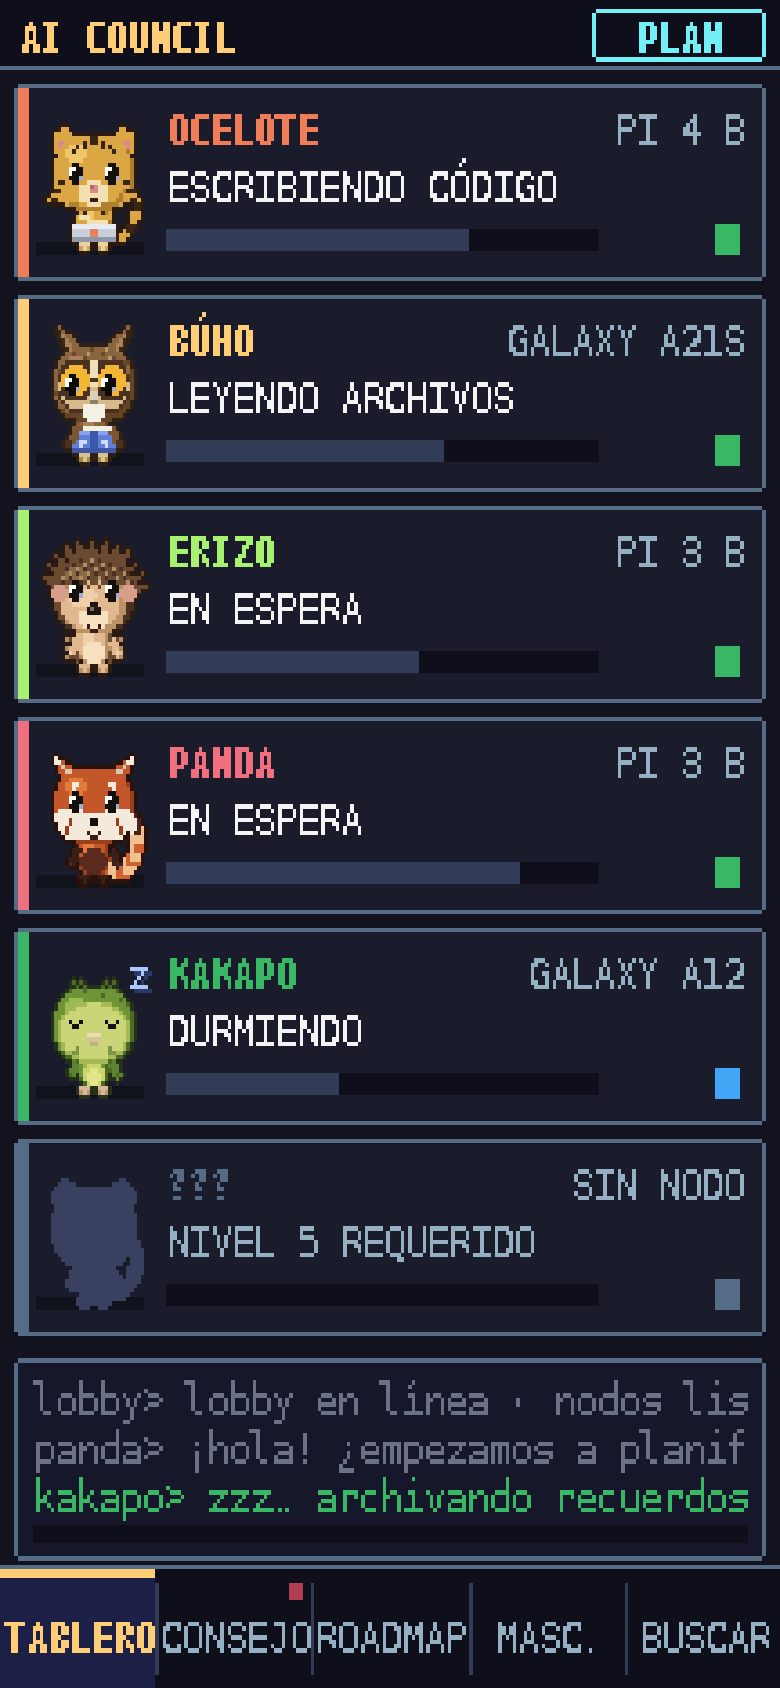 AI COUNCIL
PLAN
OCELOTE
PI 4 B
ESCRIBIENDO CÓDIGO
BÚHO
GALAXY A21S
LEYENDO ARCHIVOS
ERIZO
PI 3 B
EN ESPERA
PANDA
PI 3 B
EN ESPERA
Z
KAKAPO
GALAXY A12
DURMIENDO
???
SIN NODO
NIVEL 5 REQUERIDO
lobby> lobby en línea · nodos lis
panda> ¡hola! ¿empezamos a planif
kakapo> zzz… archivando recuerdos
TABLERO
CONSEJO
ROADMAP
MASC.
BUSCAR